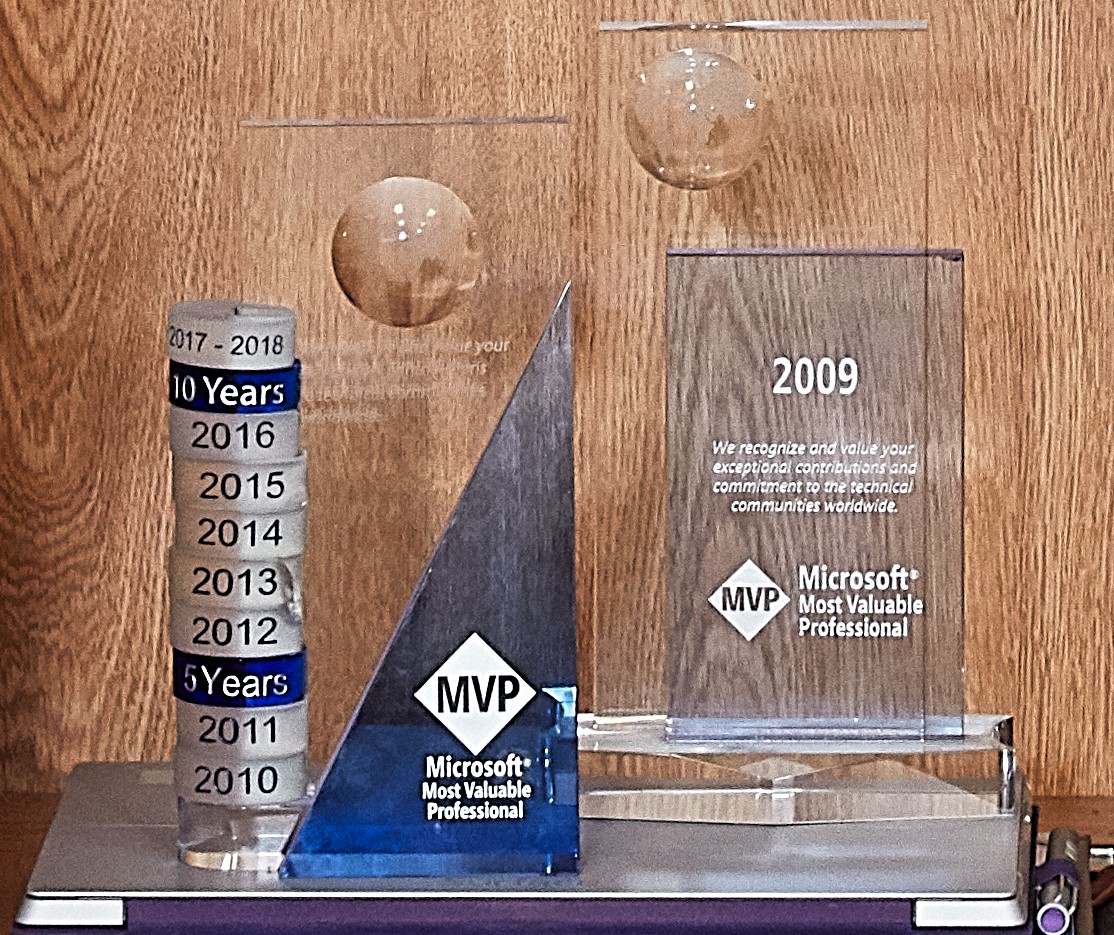 2017 - 2018
10 Years
2016
2015
2014
2013
2012
5 Years
2011
2010
your
MVP
Microsoft®
Most Valuable
Professional
2009
We recognize and value your
exceptional contributions and
commitment to the technical
communities worldwide.
MVP
Microsoft®
Most Valuable
Professional